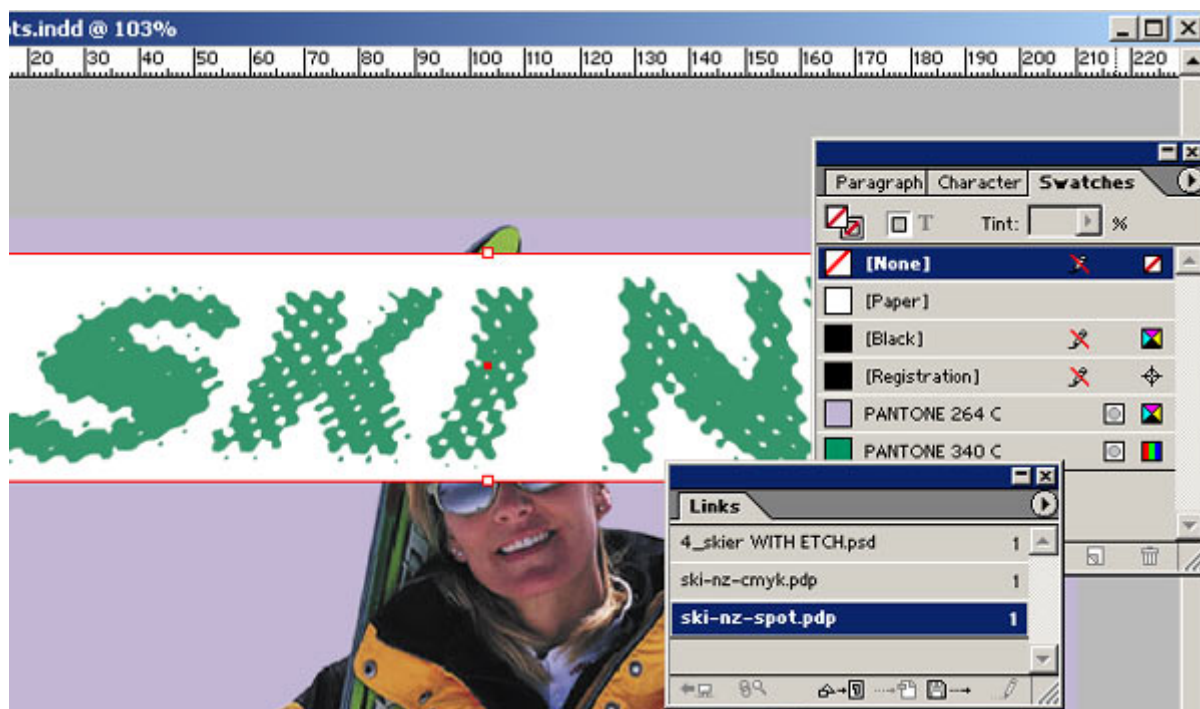 ts.indd @ 103%
20 30 40 50 60 70 80 90 100 110 120 130 140 150 160 170 180 190 200 210 220
Paragraph Character Swatches
T Tint: %
[None]
[Paper]
[Black]
[Registration]
PANTONE 264 C
PANTONE 340 C
SKI N
Links
4_skier WITH ETCH.psd 1
ski-nz-cmyk.pdp 1
ski-nz-spot.pdp 1